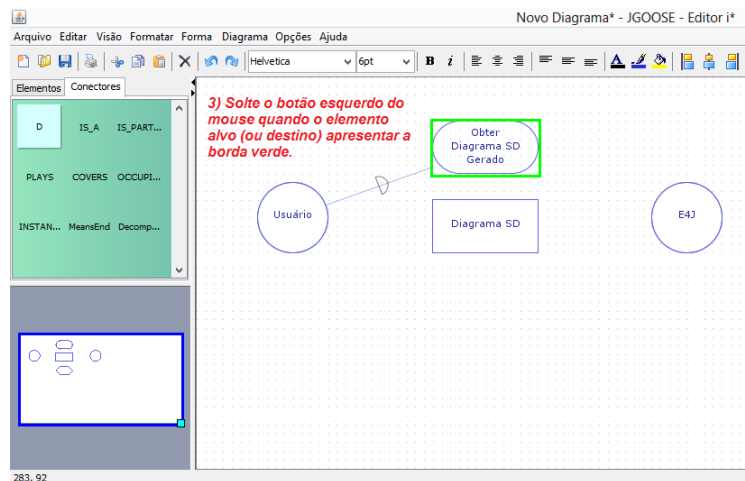 Novo Diagrama* - JGOOSE - Editor i*
Arquivo Editar Visão Formatar Forma Diagrama Opções Ajuda
Helvetica 6pt B i A
Elementos Conectores
D IS_A IS_PART...
PLAYS COVERS OCCUPI...
INSTAN... MeansEnd Decomp...
3) Solte o botão esquerdo do
mouse quando o elemento
alvo (ou destino) apresentar a
borda verde.
Obter
Diagrama SD
Gerado
Usuário
Diagrama SD
E4J
283, 92